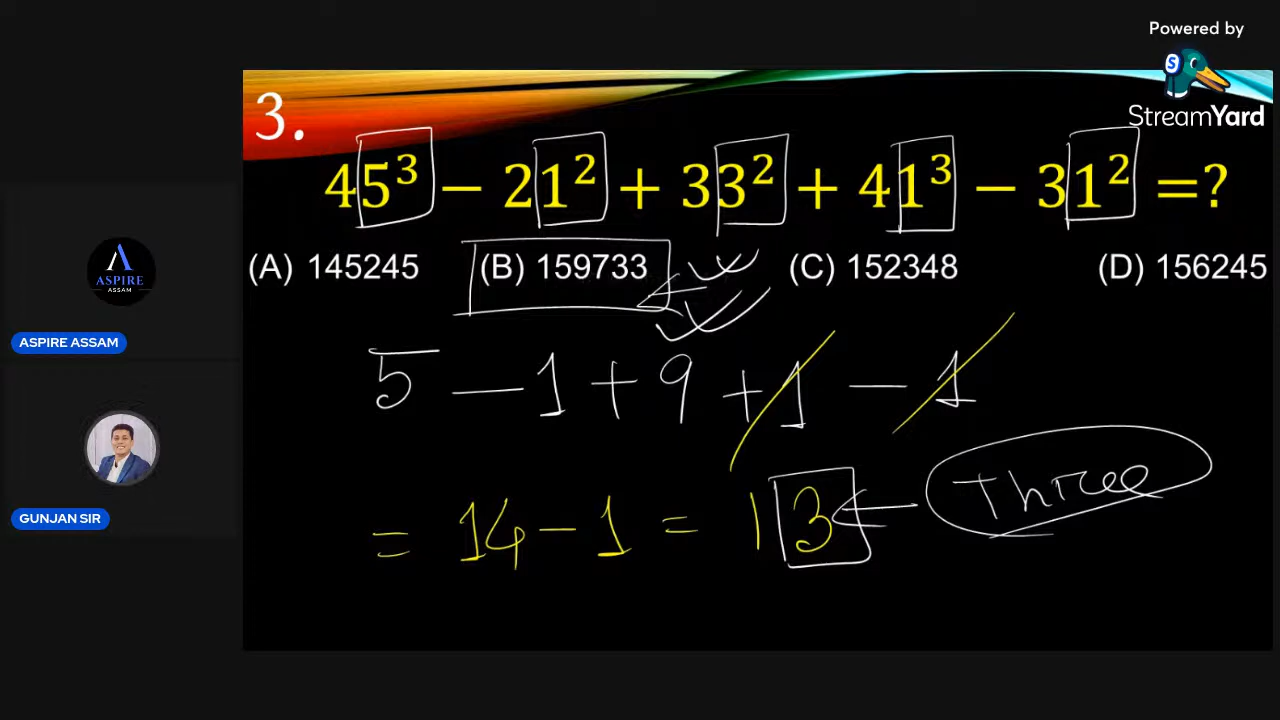 Powered by
StreamYard
3.
45³ − 21² + 33² + 41³ − 31² =?
(A) 145245 (B) 159733 (C) 152348 (D) 156245
5 − 1 + 9 + 1 − 1
= 14 − 1 = 13 ← Three
A
ASPIRE
ASSAM
ASPIRE ASSAM
GUNJAN SIR